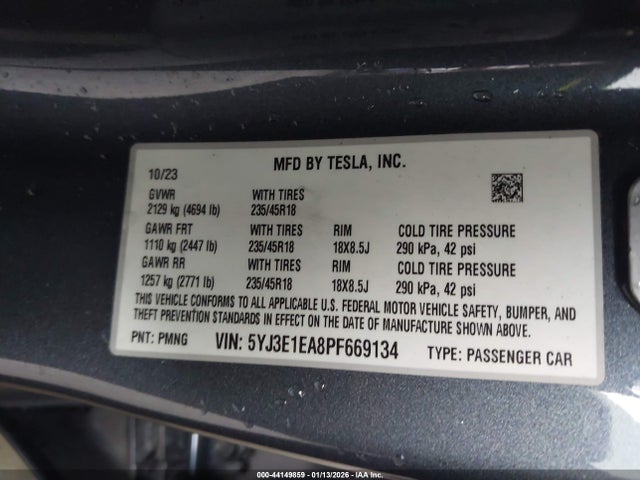 MFD BY TESLA, INC.
10/23
GVWR WITH TIRES
2129 kg (4694 lb) 235/45R18
GAWR FRT WITH TIRES RIM COLD TIRE PRESSURE
1110 kg (2447 lb) 235/45R18 18X8.5J 290 kPa, 42 psi
GAWR RR WITH TIRES RIM COLD TIRE PRESSURE
1257 kg (2771 lb) 235/45R18 18X8.5J 290 kPa, 42 psi
THIS VEHICLE CONFORMS TO ALL APPLICABLE U.S. FEDERAL MOTOR VEHICLE SAFETY, BUMPER, AND
THEFT PREVENTION STANDARDS IN EFFECT ON THE DATE OF MANUFACTURE SHOWN ABOVE.
PNT: PMNG VIN: 5YJ3E1EA8PF669134 TYPE: PASSENGER CAR
000-44149859 - 01/13/2026 - IAAI.COM